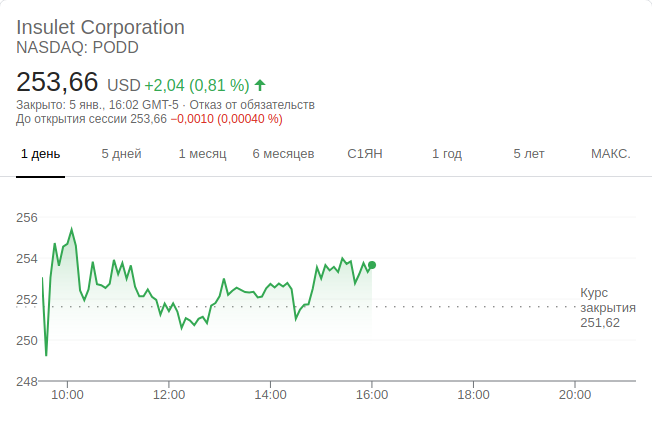 Insulet Corporation
NASDAQ: PODD
253,66 USD +2,04 (0,81 %)
Закрыто: 5 янв., 16:02 GMT-5 · Отказ от обязательств
До открытия сессии 253,66 −0,0010 (0,00040 %)
1 день 5 дней 1 месяц 6 месяцев С1ЯН 1 год 5 лет МАКС.
256
254
252
250
248
Курс
закрытия
251,62
10:00 12:00 14:00 16:00 18:00 20:00